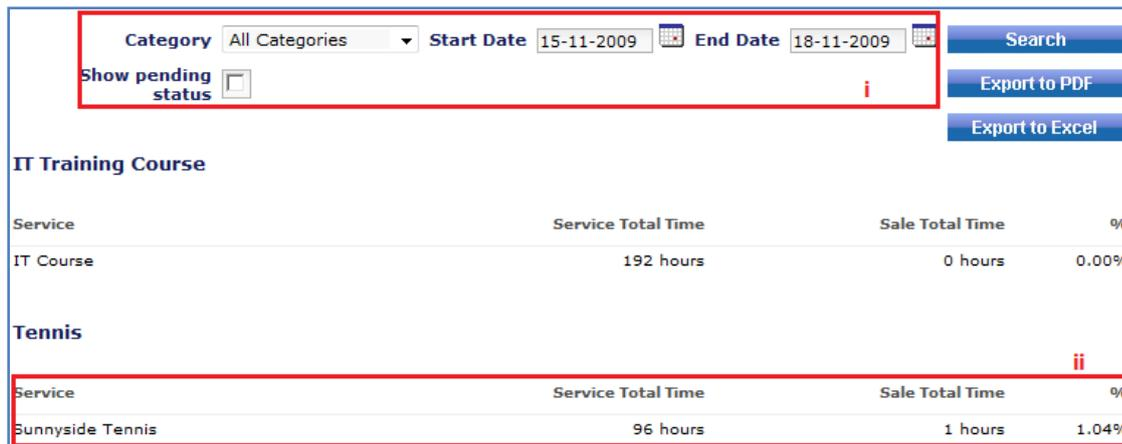 Category All Categories Start Date 15-11-2009 End Date 18-11-2009 Search
Show pending status
i
Export to PDF
Export to Excel
IT Training Course
Service Service Total Time Sale Total Time %
IT Course 192 hours 0 hours 0.00%
Tennis
ii
Service Service Total Time Sale Total Time %
Sunnyside Tennis 96 hours 1 hours 1.04%